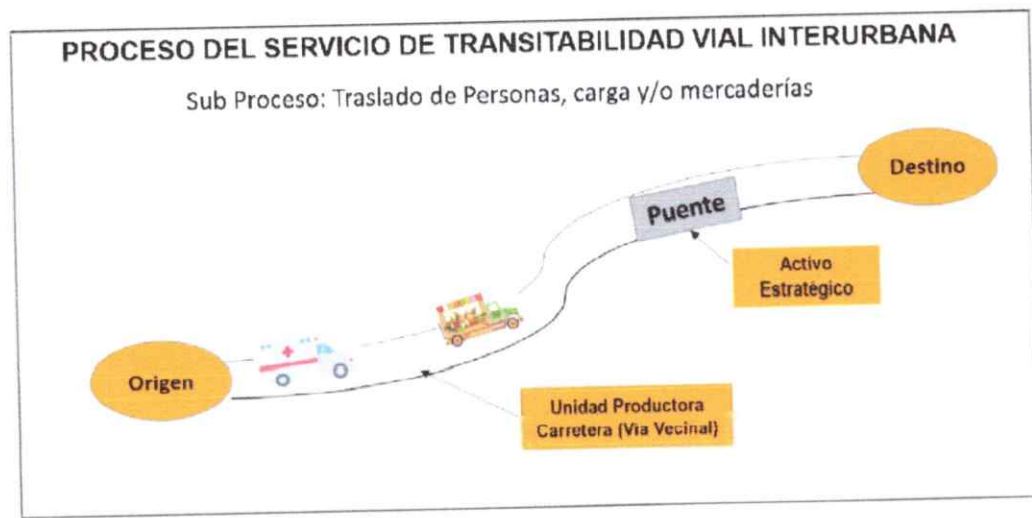 PROCESO DEL SERVICIO DE TRANSITABILIDAD VIAL INTERURBANA
Sub Proceso: Traslado de Personas, carga y/o mercaderías
Destino
Puente
Activo
Estratégico
Origen
Unidad Productora
Carretera (Via Vecinal)